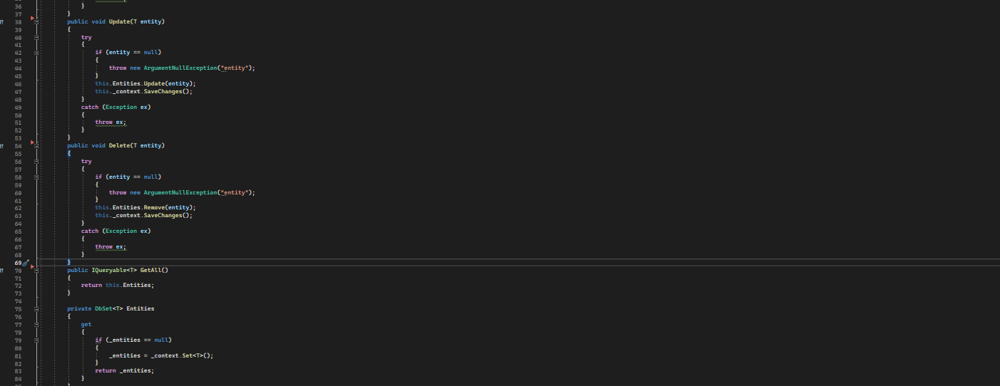 36 }
37 }
38 public void Update(T entity)
39 {
40 try
41 {
42 if (entity == null)
43 {
44 throw new ArgumentNullException("entity");
45 }
46 this.Entities.Update(entity);
47 this._context.SaveChanges();
48 }
49 catch (Exception ex)
50 {
51 throw ex;
52 }
53 }
54 public void Delete(T entity)
55 {
56 try
57 {
58 if (entity == null)
59 {
60 throw new ArgumentNullException("entity");
61 }
62 this.Entities.Remove(entity);
63 this._context.SaveChanges();
64 }
65 catch (Exception ex)
66 {
67 throw ex;
68 }
69 }
70 public IQueryable<T> GetAll()
71 {
72 return this.Entities;
73 }
74
75 private DbSet<T> Entities
76 {
77 get
78 {
79 if (_entities == null)
80 {
81 _entities = _context.Set<T>();
82 }
83 return _entities;
84 }